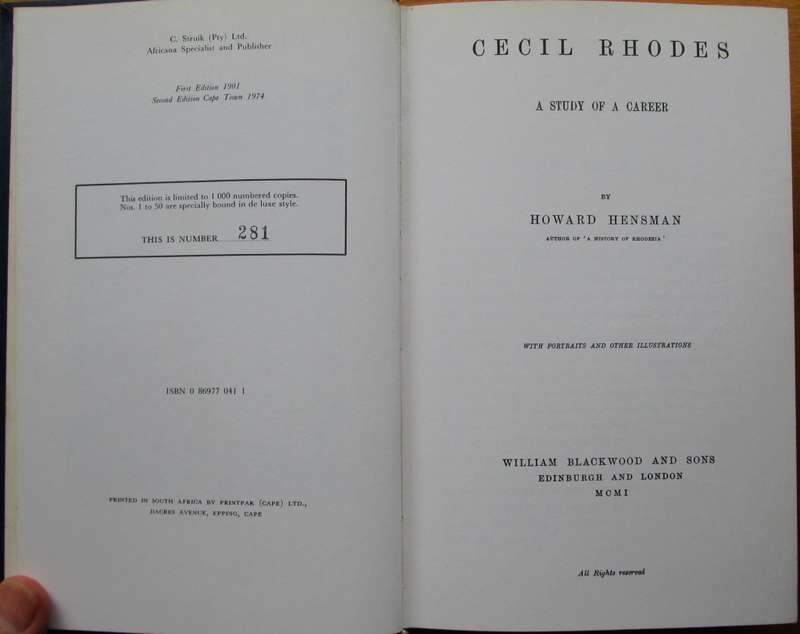 C. Struik (Pty) Ltd.
Africana Specialist and Publisher
First Edition 1901
Second Edition Cape Town 1974
This edition is limited to 1 000 numbered copies.
Nos. 1 to 50 are specially bound in de luxe style.
THIS IS NUMBER 281
ISBN 0 86977 041 1
PRINTED IN SOUTH AFRICA BY PRINTPAK (CAPE) LTD.,
DACRES AVENUE, EPPING, CAPE
CECIL RHODES
A STUDY OF A CAREER
BY
HOWARD HENSMAN
AUTHOR OF 'A HISTORY OF RHODESIA'
WITH PORTRAITS AND OTHER ILLUSTRATIONS
WILLIAM BLACKWOOD AND SONS
EDINBURGH AND LONDON
MCMI
All Rights reserved